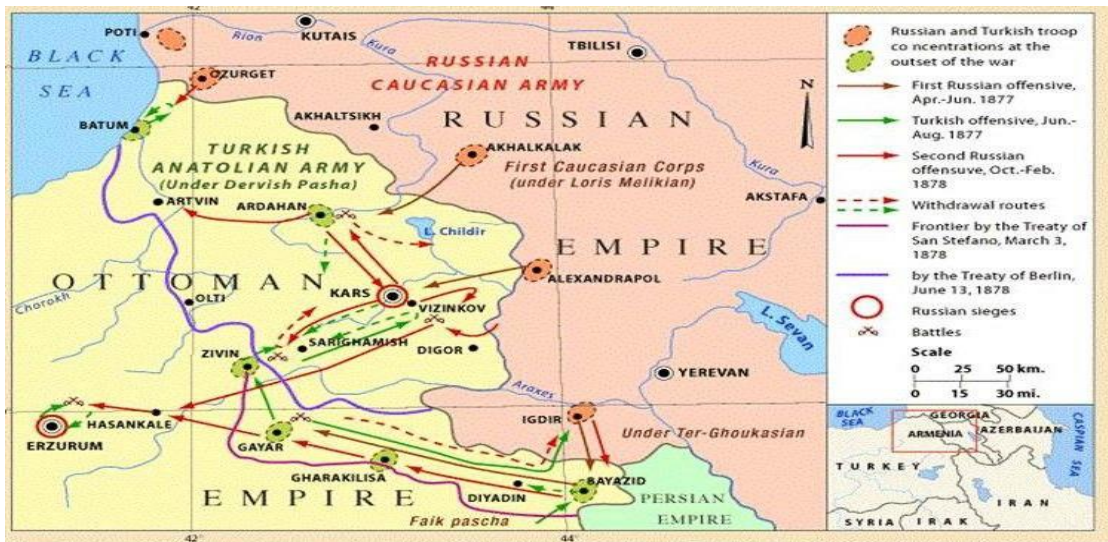 42
44
POTI
Rion
KUTAIS
Kura
TBILISI
BLACK
SEA
OZURGET
RUSSIAN
CAUCASIAN ARMY
N
BATUM
AKHALTSIKH
RUSSIAN
Kura
TURKISH
ANATOLIAN ARMY
(Under Dervish Pasha)
AKHALKALAK
First Caucasian Corps
(under Loris Melikian)
ARTVIN
ARDAHAN
AKSTAFA
L. Childir
EMPIRE
OTTOMAN
ALEXANDRAPOL
Chorokh
OLTI
KARS
VIZINKOV
L. Sevan
ZIVIN
SARIGHAMISH
DIGOR
YEREVAN
Araxes
HASANKALE
ERZURUM
IGDIR
Under Ter-Ghoukasian
GAYAR
GHARAKILISA
EMPIRE
DIYADIN
BAYAZID
PERSIAN
EMPIRE
Faik pascha
42
44
Russian and Turkish troop
co ncentrations at the
outset of the war
First Russian offensive,
Apr.-Jun. 1877
Turkish offensive, Jun.-
Aug. 1877
Second Russian
offensuve, Oct.-Feb.
1878
Withdrawal routes
Frontier by the Treaty of
San Stefano, March 3,
1878
by the Treaty of Berlin,
June 13, 1878
Russian sieges
Battles
Scale
0 25 50 km.
0 15 30 mi.
BLACK
SEA
GEORGIA
ARMENIA
AZERBAIJAN
CASPIAN SEA
TURKEY
IRAN
SYRIA
IRAK